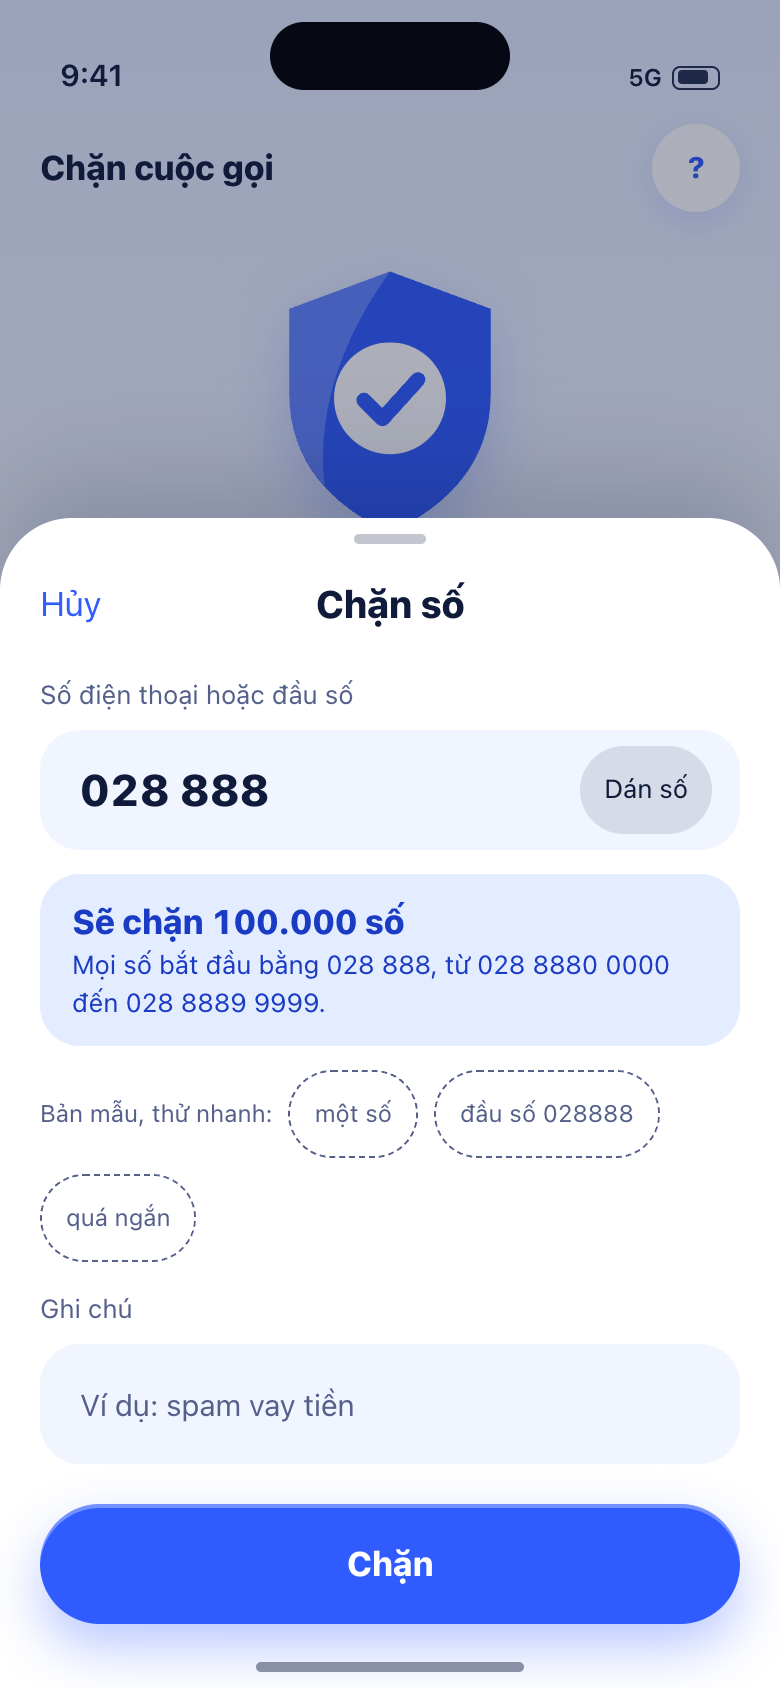 9:41
5G
Chặn cuộc gọi
?
Hủy
Chặn số
Số điện thoại hoặc đầu số
028 888
Dán số
Sẽ chặn 100.000 số
Mọi số bắt đầu bằng 028 888, từ 028 8880 0000
đến 028 8889 9999.
Bản mẫu, thử nhanh:
một số
đầu số 028888
quá ngắn
Ghi chú
Ví dụ: spam vay tiền
Chặn